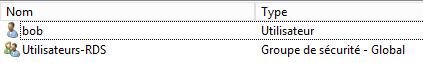 Nom Type
bob Utilisateur
Utilisateurs-RDS Groupe de sécurité - Global